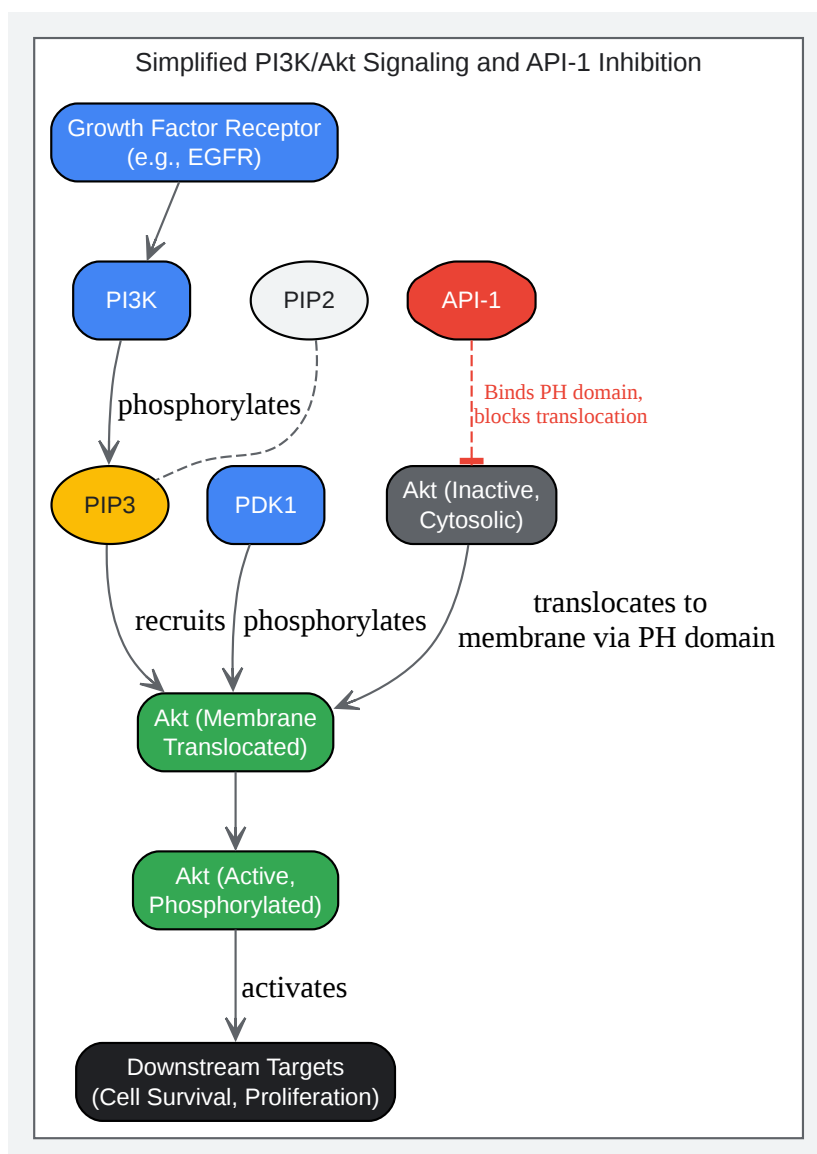 Simplified PI3K/Akt Signaling and API-1 Inhibition
Growth Factor Receptor
(e.g., EGFR)
PI3K
PIP2
API-1
phosphorylates
Binds PH domain,
blocks translocation
PIP3
PDK1
Akt (Inactive,
Cytosolic)
recruits
phosphorylates
translocates to
membrane via PH domain
Akt (Membrane
Translocated)
Akt (Active,
Phosphorylated)
activates
Downstream Targets
(Cell Survival, Proliferation)